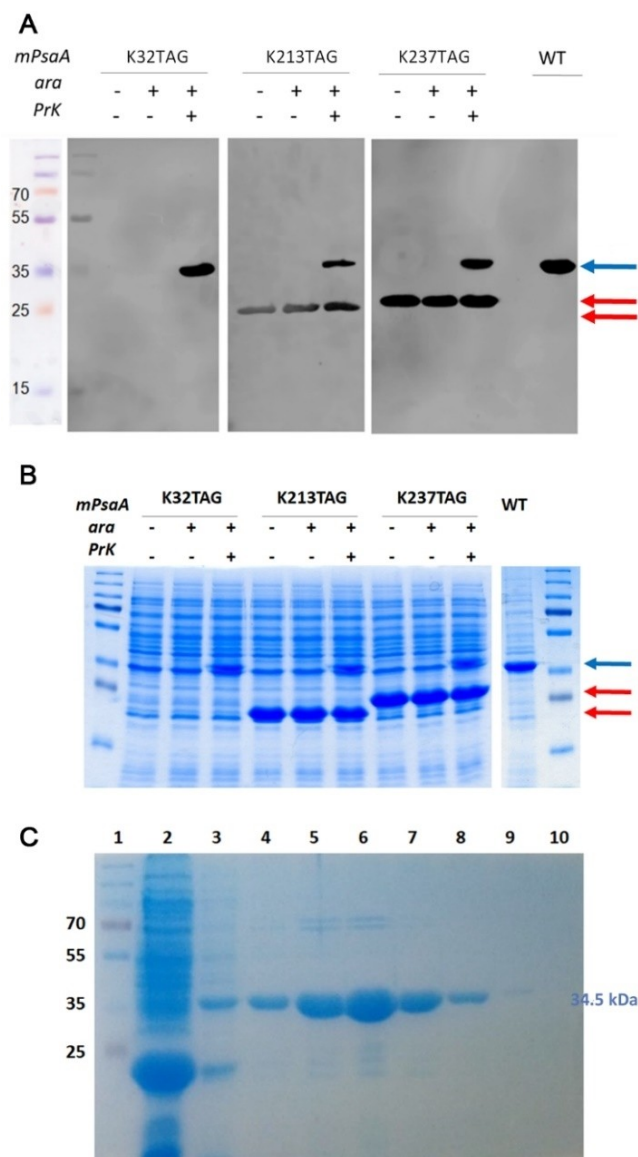 A
mPsaA K32TAG K213TAG K237TAG WT
ara - + + - + + - + +
PrK - - + - - + - - +
70
55
35
25
15
B
mPsaA K32TAG K213TAG K237TAG WT
ara - + + - + + - + +
PrK - - + - - + - - +
C
1 2 3 4 5 6 7 8 9 10
70
55
35 34.5 kDa
25